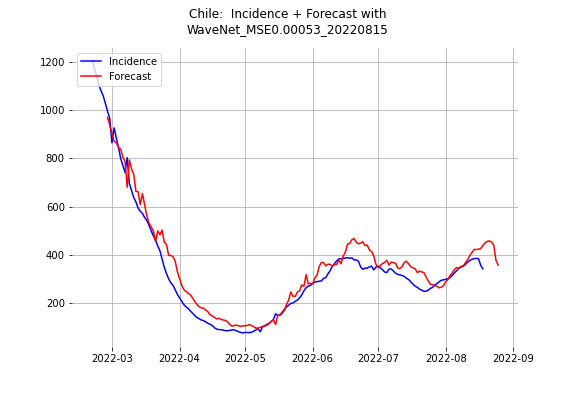 Chile:  Incidence + Forecast with
WaveNet_MSE0.00053_20220815
Incidence
Forecast
1200
1000
800
600
400
200
2022-03 2022-04 2022-05 2022-06 2022-07 2022-08 2022-09